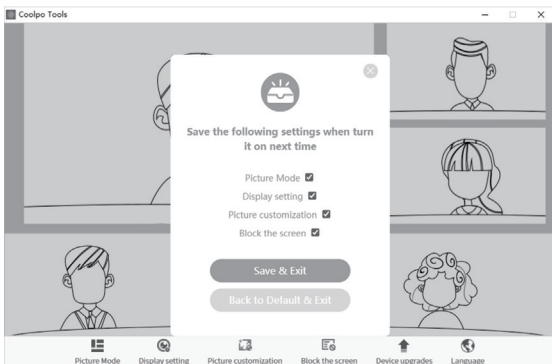 Coolpo Tools
Save the following settings when turn
it on next time
Picture Mode
Display setting
Picture customization
Block the screen
Save & Exit
Back to Default & Exit
Picture Mode Display setting Picture customization Block the screen Device upgrades Language